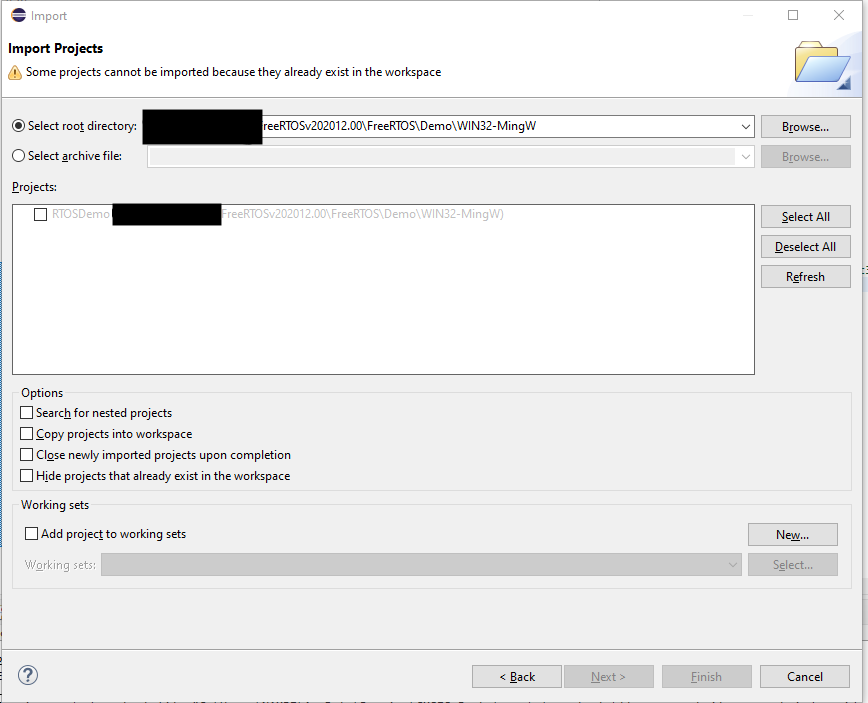 Import
Import Projects
Some projects cannot be imported because they already exist in the workspace
Select root directory: reeRTOSv202012.00\FreeRTOS\Demo\WIN32-MingW Browse...
Select archive file: Browse...
Projects:
RTOSDemo FreeRTOSv202012.00\FreeRTOS\Demo\WIN32-MingW)
Select All
Deselect All
Refresh
Options
Search for nested projects
Copy projects into workspace
Close newly imported projects upon completion
Hide projects that already exist in the workspace
Working sets
Add project to working sets New...
Working sets: Select...
? < Back Next > Finish Cancel